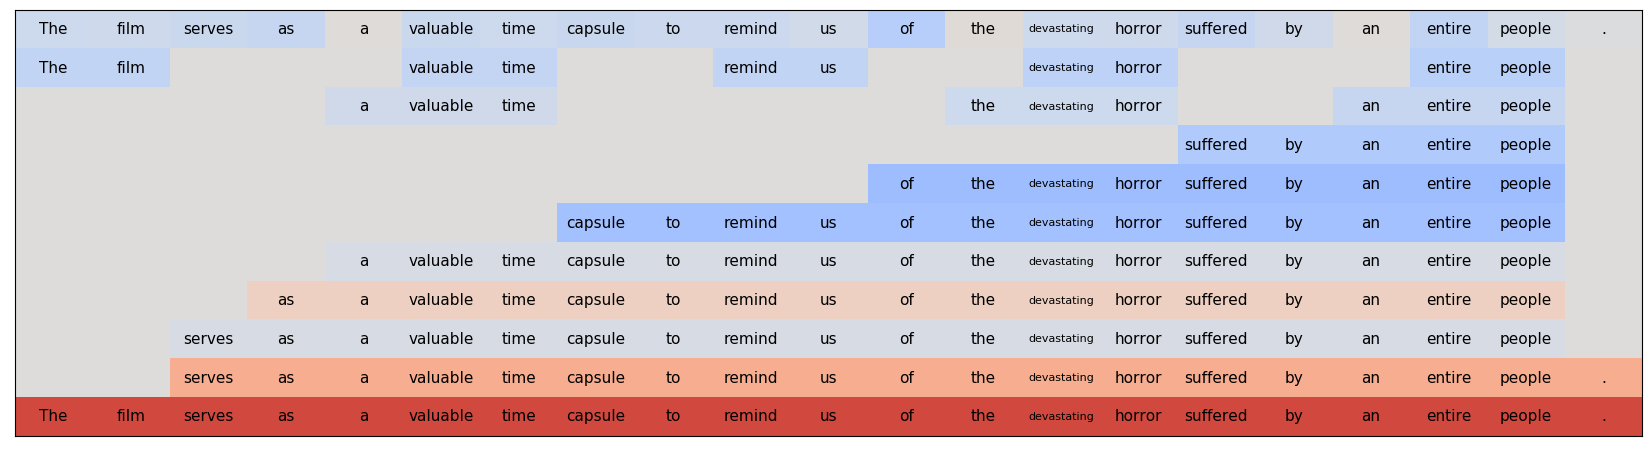 The film serves as a valuable time capsule to remind us of the devastating horror suffered by an entire people .
The film valuable time remind us devastating horror entire people
a valuable time the devastating horror an entire people
suffered by an entire people
of the devastating horror suffered by an entire people
capsule to remind us of the devastating horror suffered by an entire people
a valuable time capsule to remind us of the devastating horror suffered by an entire people
as a valuable time capsule to remind us of the devastating horror suffered by an entire people
serves as a valuable time capsule to remind us of the devastating horror suffered by an entire people
serves as a valuable time capsule to remind us of the devastating horror suffered by an entire people .
The film serves as a valuable time capsule to remind us of the devastating horror suffered by an entire people .